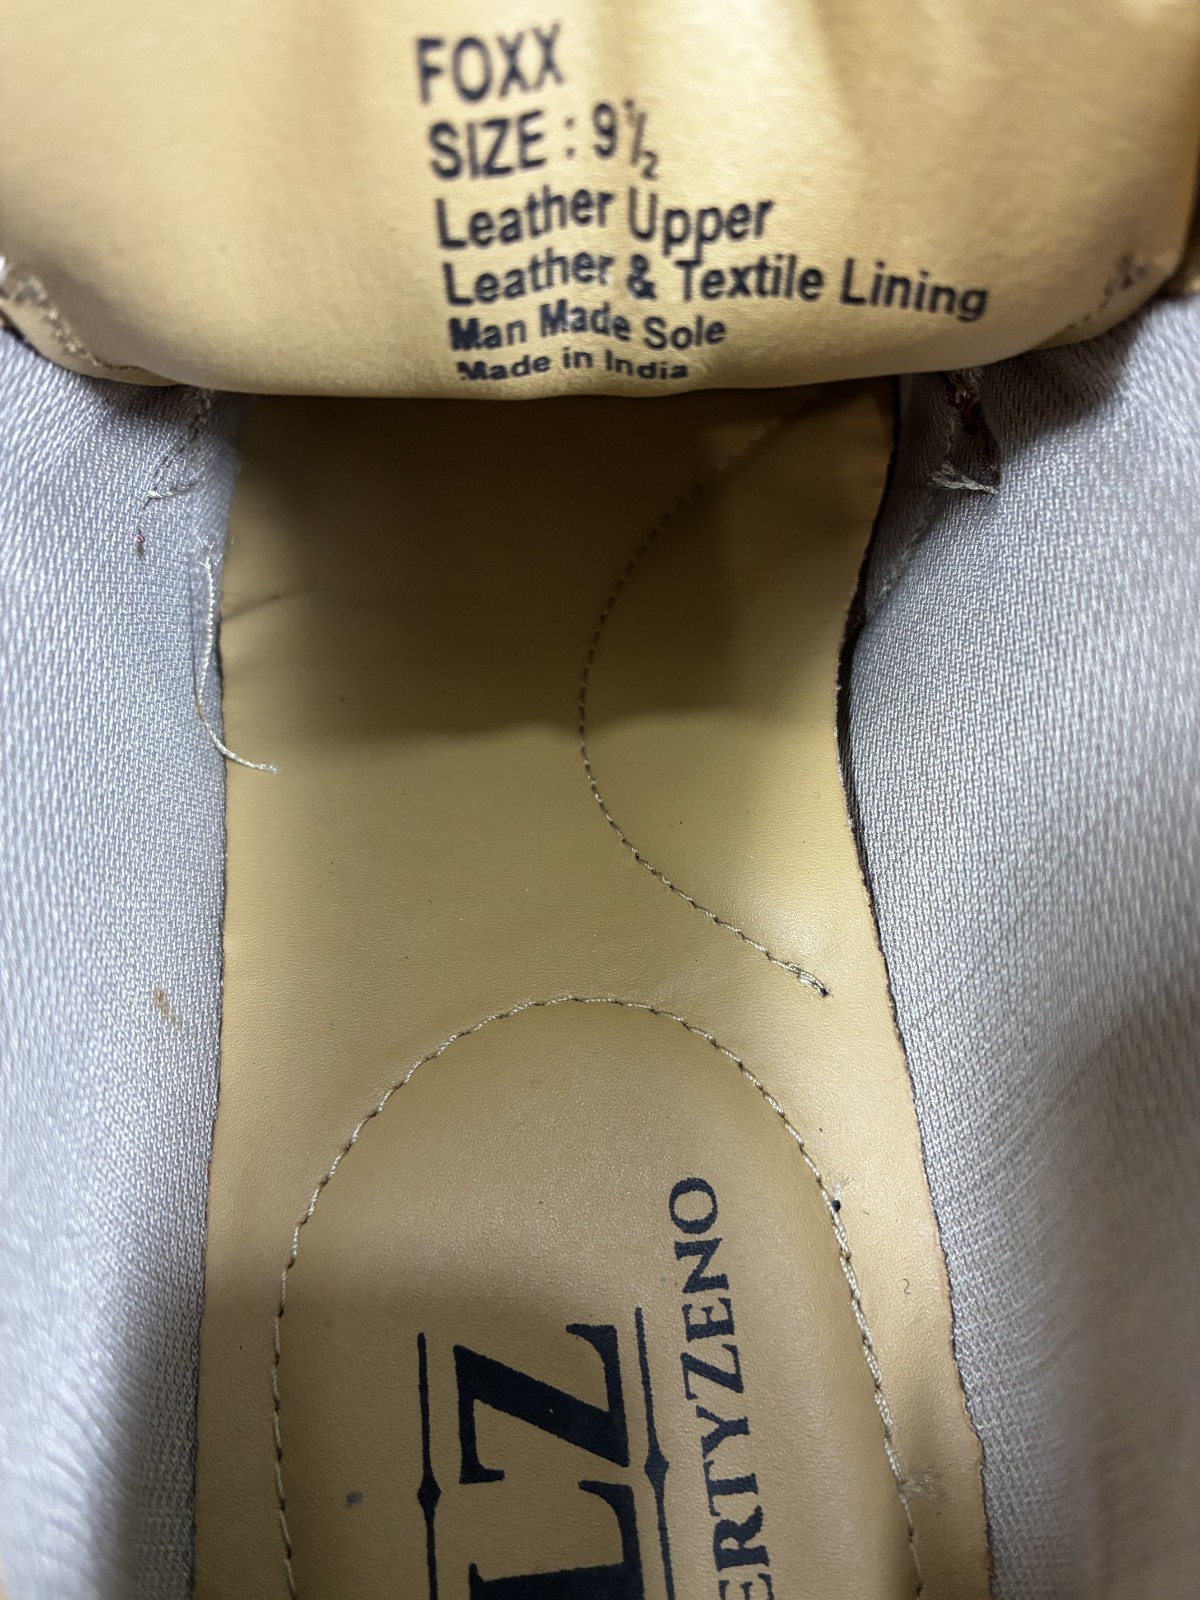 FOXX
SIZE : 9½
Leather Upper
Leather & Textile Lining
Man Made Sole
Made in India
LZ
ERTYZENO